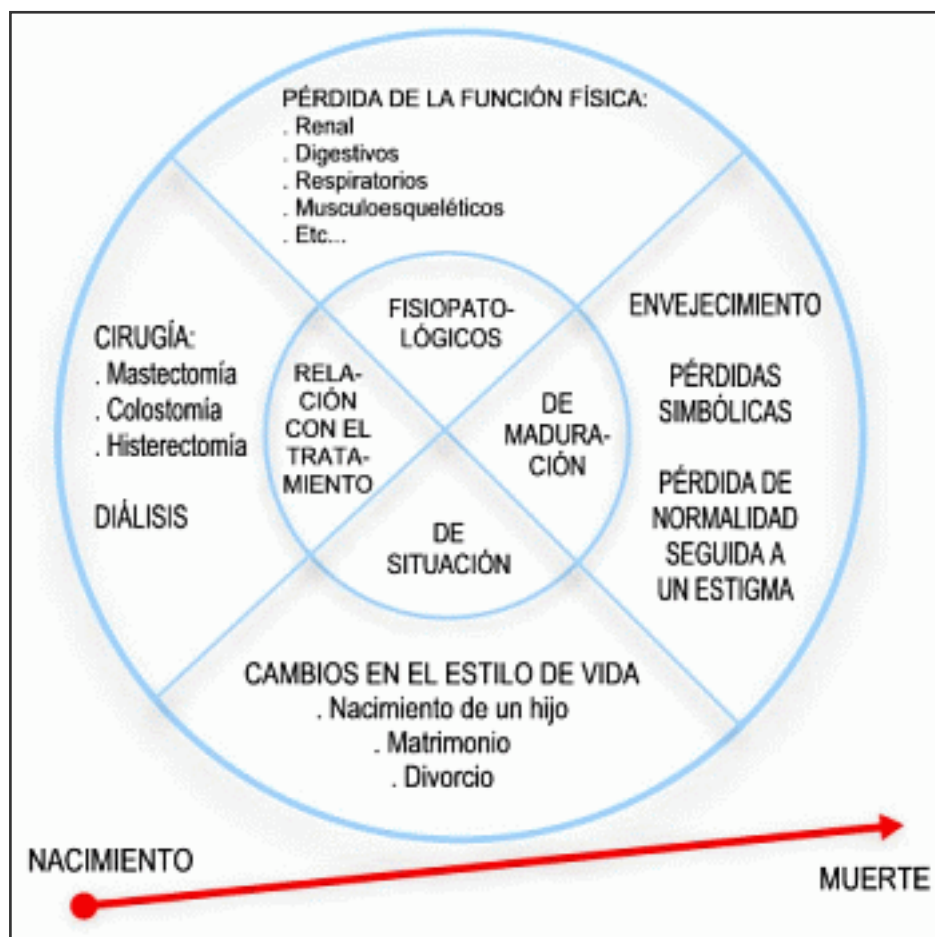 PÉRDIDA DE LA FUNCIÓN FÍSICA:
. Renal
. Digestivos
. Respiratorios
. Musculoesqueléticos
. Etc...
FISIOPATO-
LÓGICOS
CIRUGÍA:
. Mastectomía
. Colostomía
. Histerectomía
DIÁLISIS
RELA-
CIÓN
CON EL
TRATA-
MIENTO
DE
MADURA-
CIÓN
ENVEJECIMIENTO
PÉRDIDAS
SIMBÓLICAS
PÉRDIDA DE
NORMALIDAD
SEGUIDA A
UN ESTIGMA
DE
SITUACIÓN
CAMBIOS EN EL ESTILO DE VIDA
. Nacimiento de un hijo
. Matrimonio
. Divorcio
NACIMIENTO
MUERTE